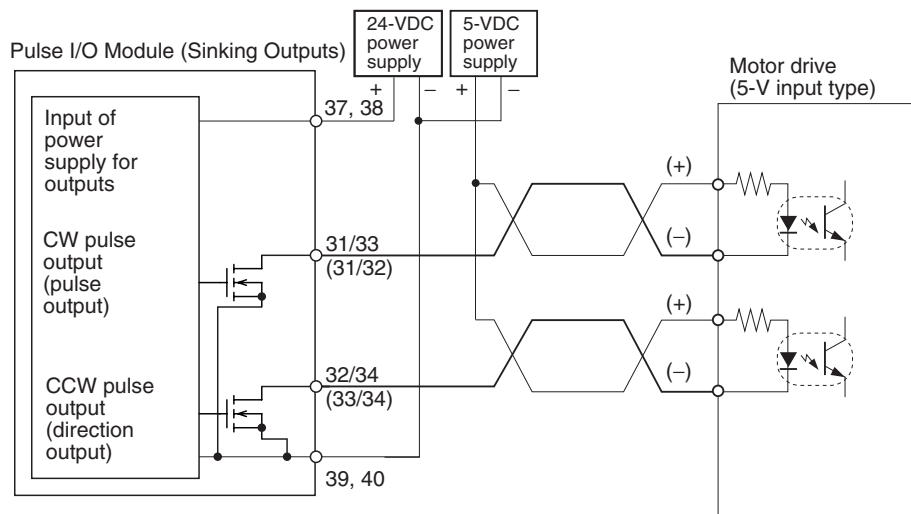 24-VDC
power
supply
5-VDC
power
supply
Pulse I/O Module (Sinking Outputs)
Motor drive
(5-V input type)
+
−
+
−
37, 38
Input of
power
supply for
outputs
(+)
CW pulse
output
(pulse
output)
31/33
(31/32)
(−)
(+)
CCW pulse
output
(direction
output)
32/34
(33/34)
(−)
39, 40